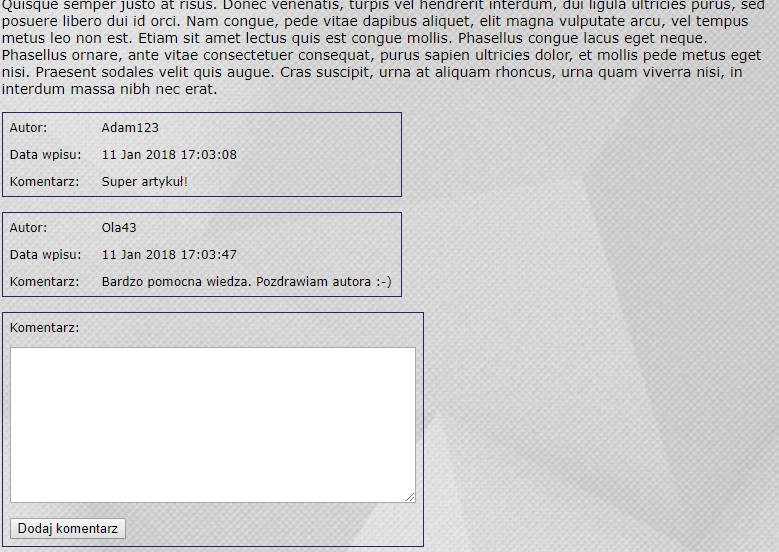 Quisque semper justo at risus. Donec venenatis, turpis vel hendrerit interdum, dui ligula ultricies purus, sed
posuere libero dui id orci. Nam congue, pede vitae dapibus aliquet, elit magna vulputate arcu, vel tempus
metus leo non est. Etiam sit amet lectus quis est congue mollis. Phasellus congue lacus eget neque.
Phasellus ornare, ante vitae consectetuer consequat, purus sapien ultricies dolor, et mollis pede metus eget
nisi. Praesent sodales velit quis augue. Cras suscipit, urna at aliquam rhoncus, urna quam viverra nisi, in
interdum massa nibh nec erat.
Autor: Adam123
Data wpisu: 11 Jan 2018 17:03:08
Komentarz: Super artykuł!
Autor: Ola43
Data wpisu: 11 Jan 2018 17:03:47
Komentarz: Bardzo pomocna wiedza. Pozdrawiam autora :-)
Komentarz:
Dodaj komentarz